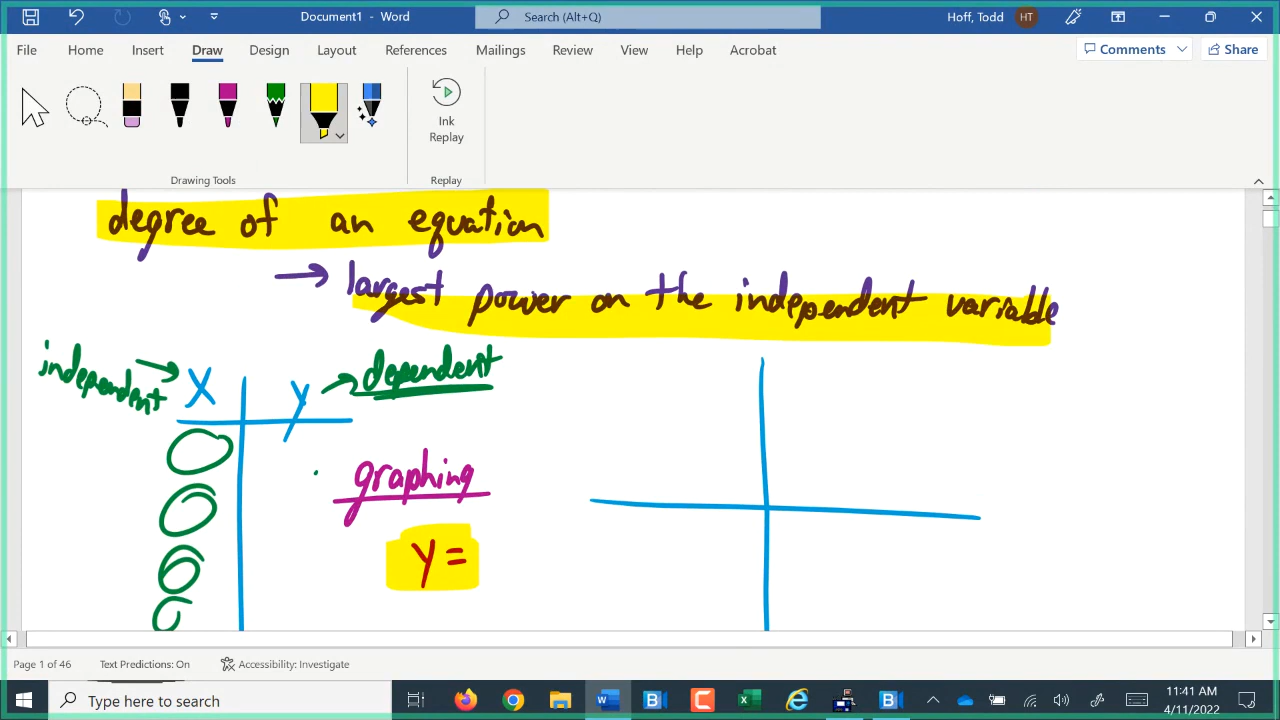 Document1 - Word
Search (Alt+Q)
Hoff, Todd
HT
File Home Insert Draw Design Layout References Mailings Review View Help Acrobat
Comments
Share
Ink
Replay
Drawing Tools
Replay
degree of an equation
→ largest power on the independent variable
independent → X
y → dependent
graphing
y =
Page 1 of 46
Text Predictions: On
Accessibility: Investigate
Type here to search
11:41 AM
4/11/2022